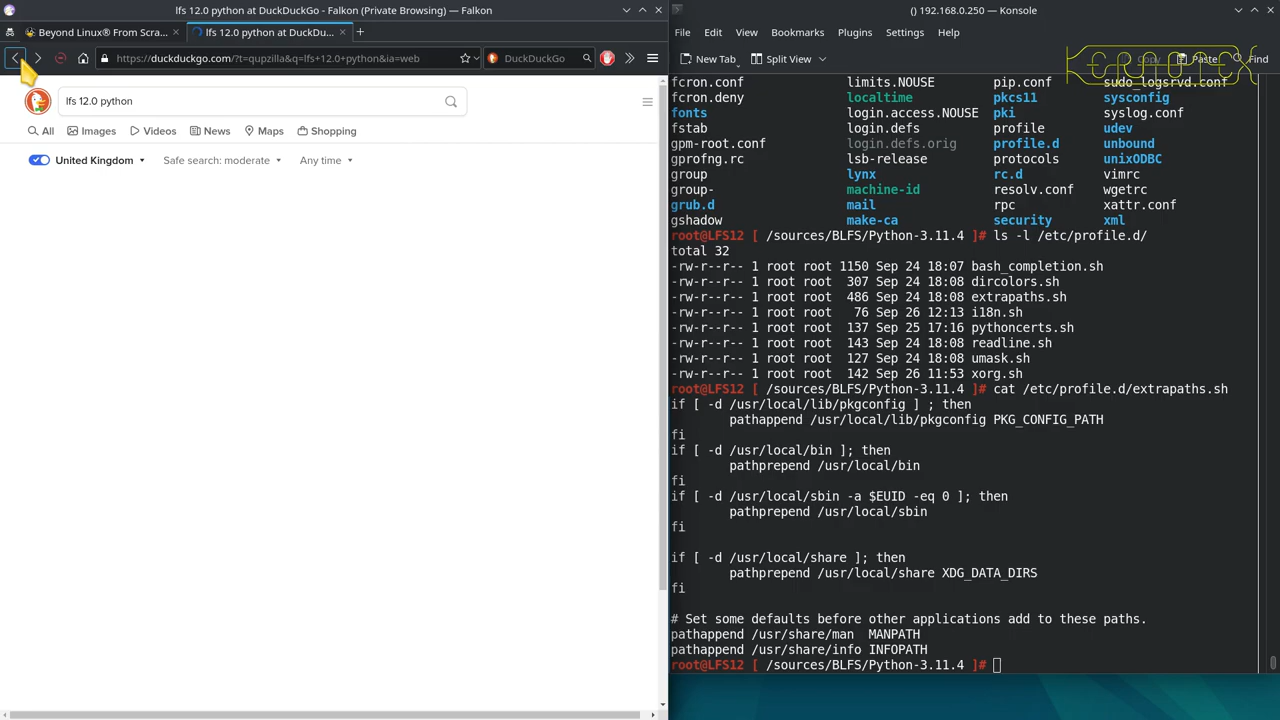 lfs 12.0 python at DuckDuckGo - Falkon (Private Browsing) — Falkon
Beyond Linux® From Scra...
lfs 12.0 python at DuckDu...
https://duckduckgo.com/?t=qupzilla&q=lfs+12.0+python&ia=web
DuckDuckGo
lfs 12.0 python
All
Images
Videos
News
Maps
Shopping
United Kingdom
Safe search: moderate
Any time
() 192.168.0.250 — Konsole
File Edit View Bookmarks Plugins Settings Help
New Tab
Split View
Copy
Paste
Find
fcron.conf limits.NOUSE pip.conf sudo_logsrvd.conf
fcron.deny localtime pkcs11 sysconfig
fonts login.access.NOUSE pki syslog.conf
fstab login.defs profile udev
gpm-root.conf login.defs.orig profile.d unbound
gprofng.rc lsb-release protocols unixODBC
group lynx rc.d vimrc
group- machine-id resolv.conf wgetrc
grub.d mail rpc xattr.conf
gshadow make-ca security xml
root@LFS12 [ /sources/BLFS/Python-3.11.4 ]# ls -l /etc/profile.d/
total 32
-rw-r--r-- 1 root root 1150 Sep 24 18:07 bash_completion.sh
-rw-r--r-- 1 root root 307 Sep 24 18:08 dircolors.sh
-rw-r--r-- 1 root root 486 Sep 24 18:08 extrapaths.sh
-rw-r--r-- 1 root root 76 Sep 26 12:13 i18n.sh
-rw-r--r-- 1 root root 137 Sep 25 17:16 pythoncerts.sh
-rw-r--r-- 1 root root 143 Sep 24 18:08 readline.sh
-rw-r--r-- 1 root root 127 Sep 24 18:08 umask.sh
-rw-r--r-- 1 root root 142 Sep 26 11:53 xorg.sh
root@LFS12 [ /sources/BLFS/Python-3.11.4 ]# cat /etc/profile.d/extrapaths.sh
if [ -d /usr/local/lib/pkgconfig ] ; then
pathappend /usr/local/lib/pkgconfig PKG_CONFIG_PATH
fi
if [ -d /usr/local/bin ]; then
pathprepend /usr/local/bin
fi
if [ -d /usr/local/sbin -a $EUID -eq 0 ]; then
pathprepend /usr/local/sbin
fi
if [ -d /usr/local/share ]; then
pathprepend /usr/local/share XDG_DATA_DIRS
fi
# Set some defaults before other applications add to these paths.
pathappend /usr/share/man MANPATH
pathappend /usr/share/info INFOPATH
root@LFS12 [ /sources/BLFS/Python-3.11.4 ]#